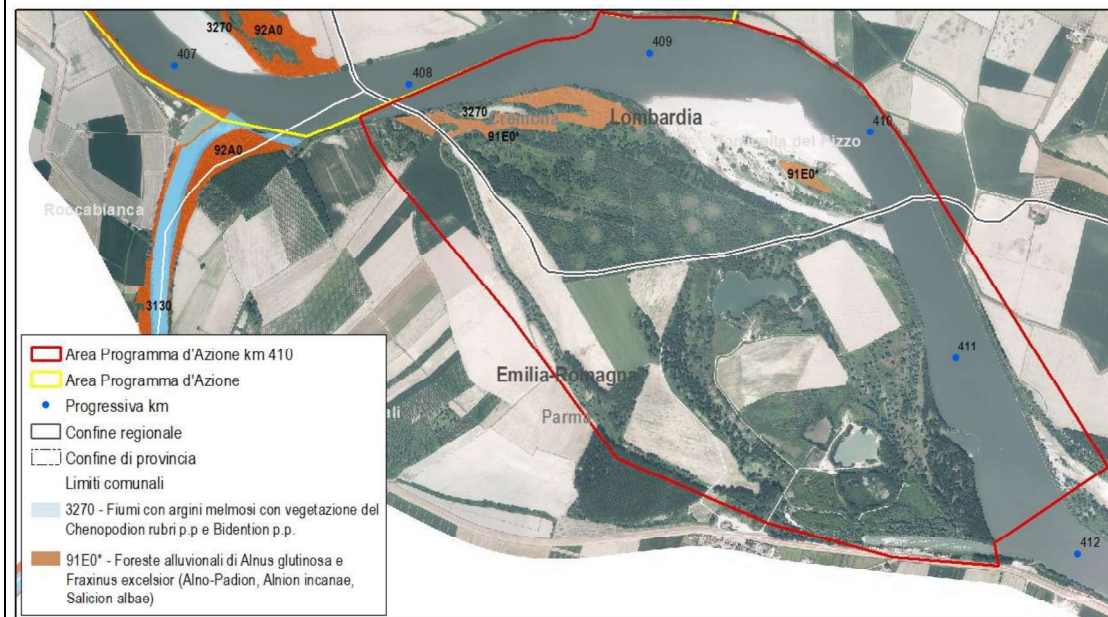 3270
92A0
407
408
409
3270
Cremona
Lombardia
91E0*
410
del Rizzo
91E0*
92A0
Roccabianca
3130
411
Emilia-Romagna
Parma
412
Area Programma d'Azione km 410
Area Programma d'Azione
Progressiva km
Confine regionale
Confine di provincia
Limiti comunali
3270 - Fiumi con argini melmosi con vegetazione del
Chenopodion rubri p.p e Bidention p.p.
91E0* - Foreste alluvionali di Alnus glutinosa e
Fraxinus excelsior (Alno-Padion, Alnion incanae,
Salicion albae)